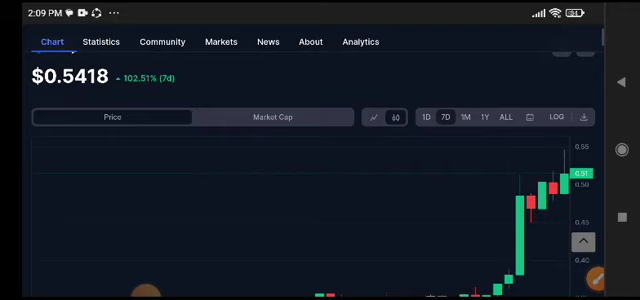 2:09 PM
Chart Statistics Community Markets News About Analytics
$0.5418 102.51% (7d)
Price Market Cap 1D 7D 1M 1Y ALL LOG
0.55
0.51
0.50
0.45
0.40